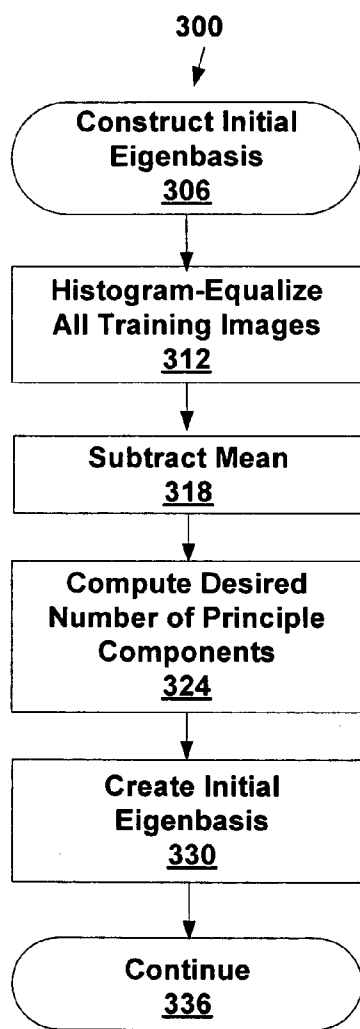 300
Construct Initial
Eigenbasis
306
Histogram-Equalize
All Training Images
312
Subtract Mean
318
Compute Desired
Number of Principle
Components
324
Create Initial
Eigenbasis
330
Continue
336